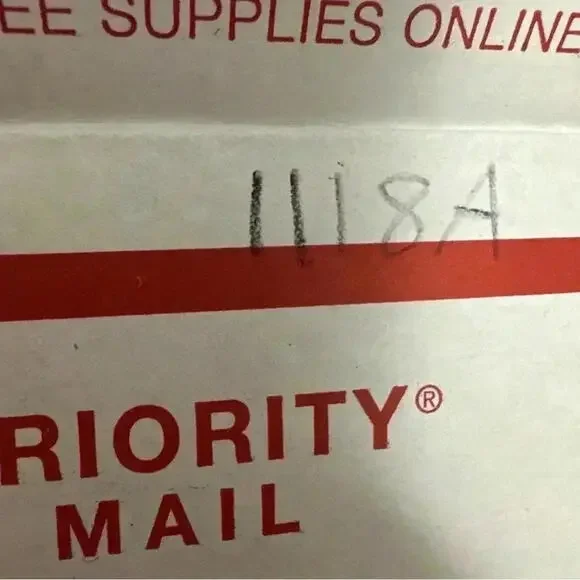 EE SUPPLIES ONLINE
1118A
RIORITY®
MAIL